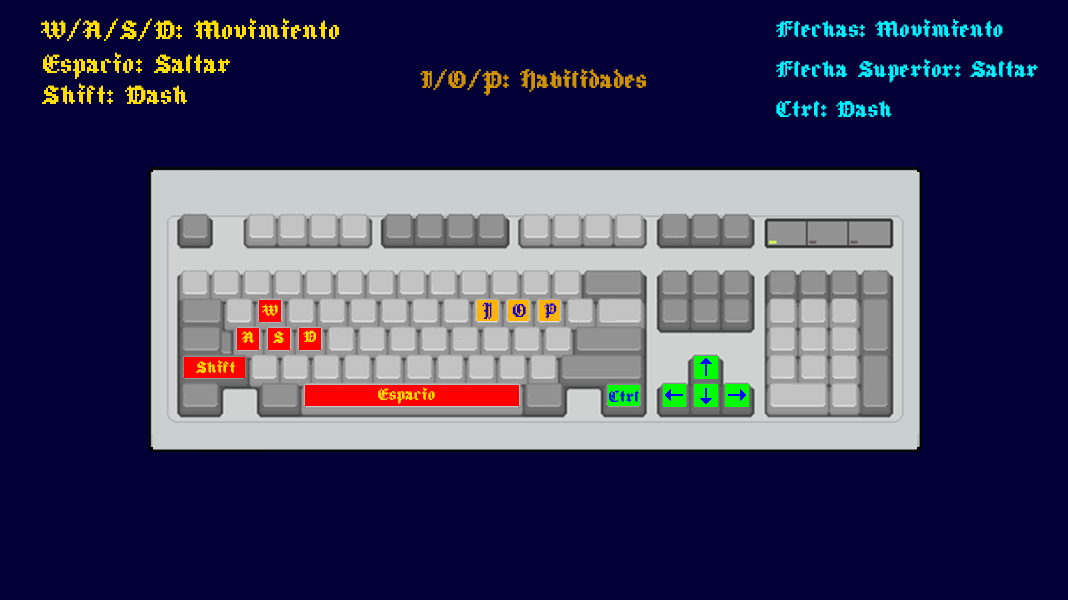 W/A/S/D: Movimiento
Espacio: Saltar
Shift: Dash
I/O/P: Habilidades
Flechas: Movimiento
Flecha Superior: Saltar
Ctrl: Dash
W I O P
A S D
Shift
Espacio Ctrl